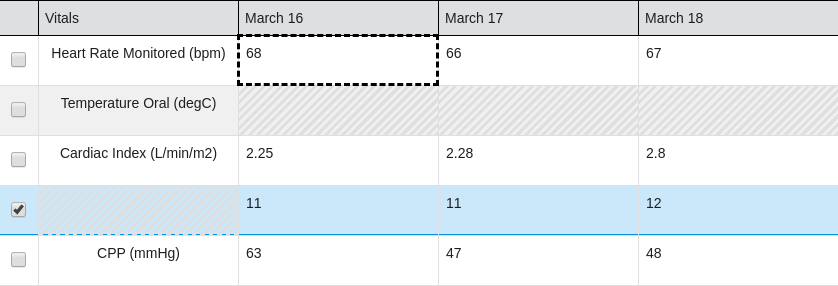 Vitals March 16 March 17 March 18
Heart Rate Monitored (bpm) 68 66 67
Temperature Oral (degC)
Cardiac Index (L/min/m2) 2.25 2.28 2.8
11 11 12
CPP (mmHg) 63 47 48